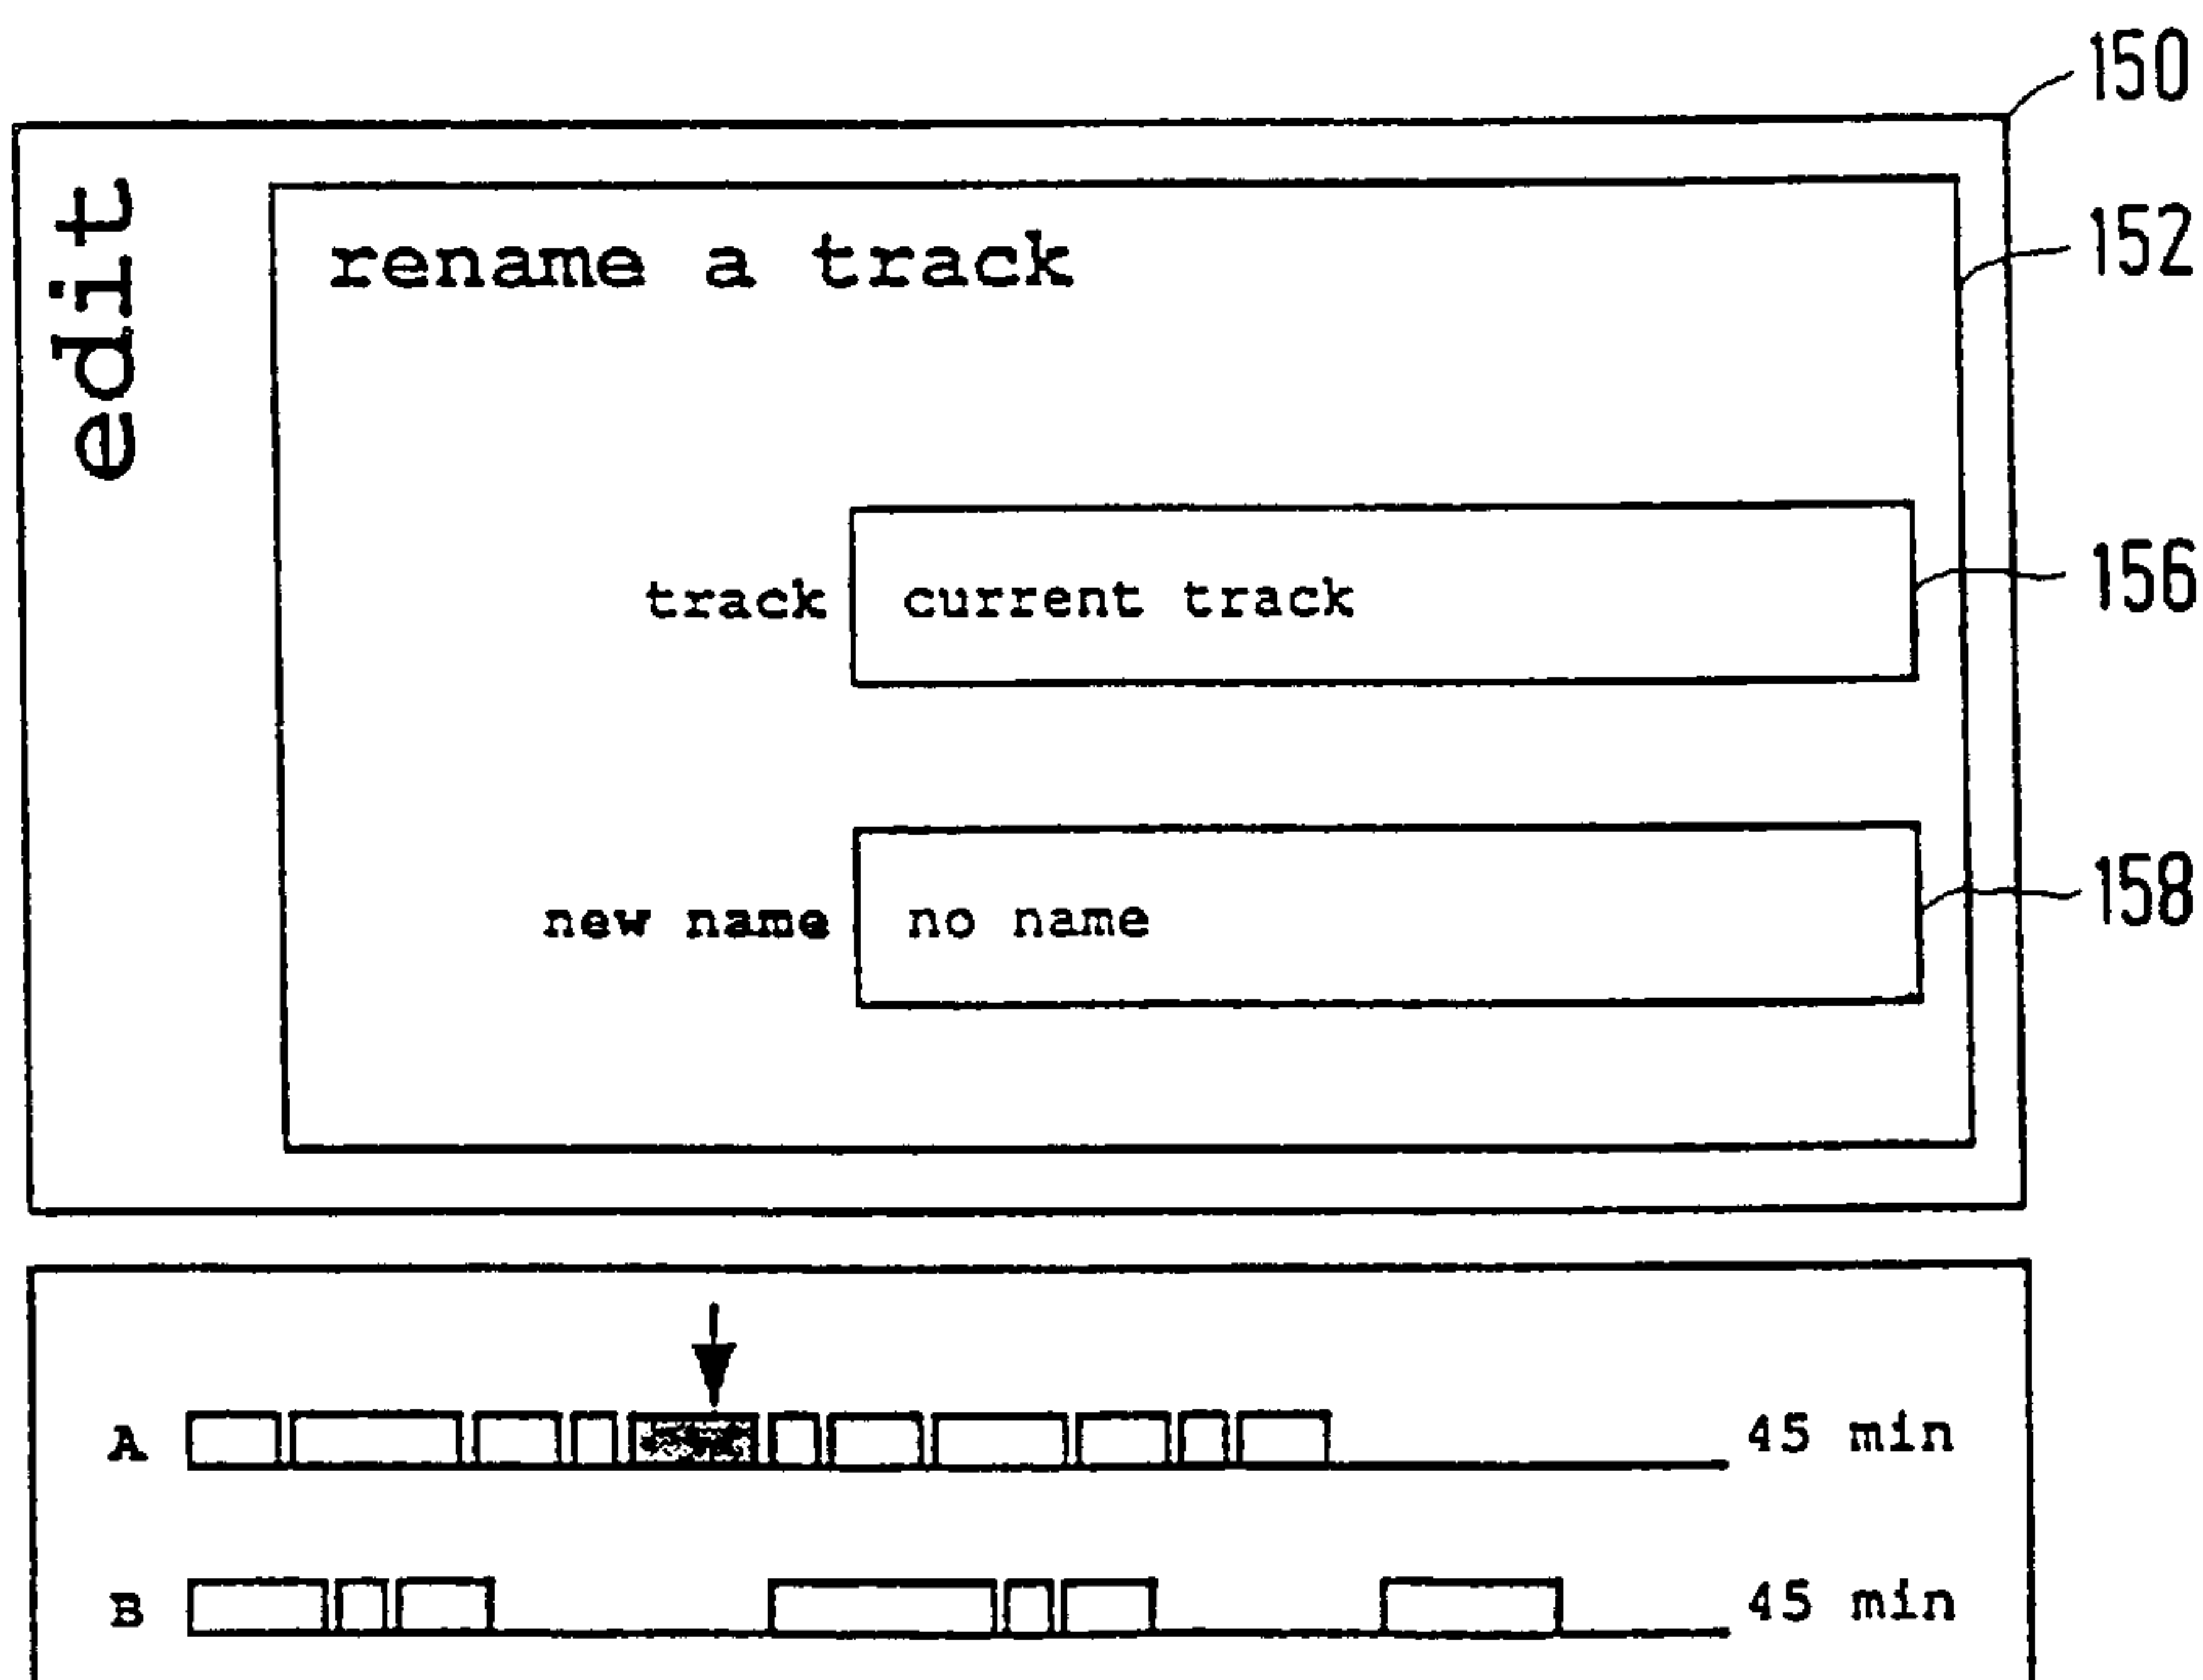 150
edit
152
rename a track
track
current track
156
new name
no name
158
A
45 min
B
45 min